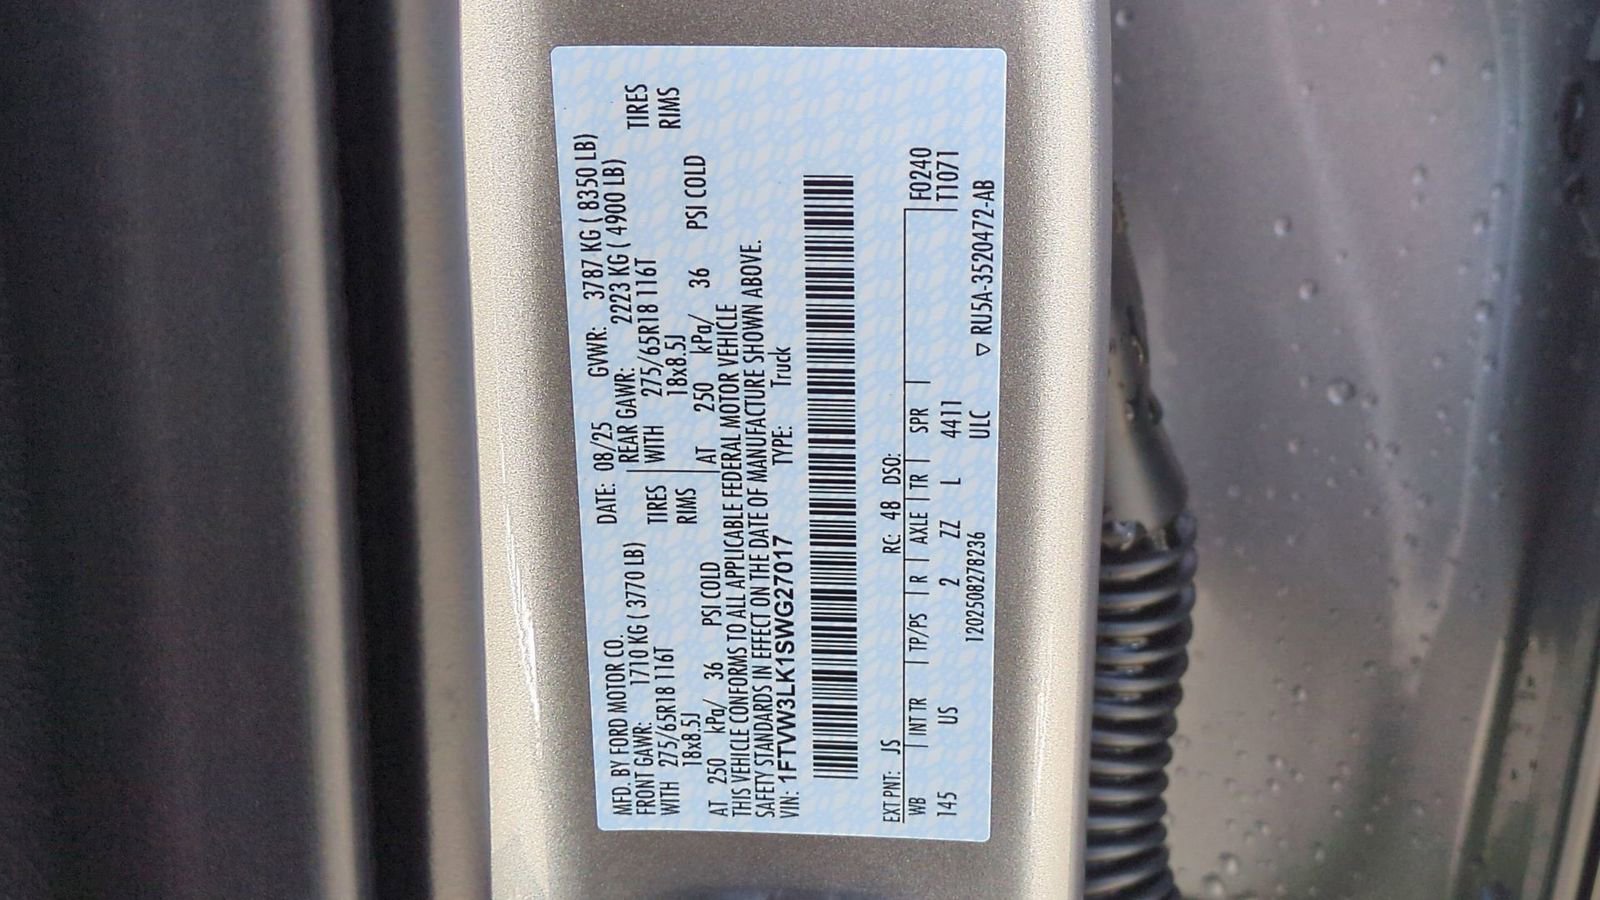 MFD. BY FORD MOTOR CO. DATE: 08/25 GVWR: 3787 KG ( 8350 LB)
FRONT GAWR: 1710 KG ( 3770 LB) REAR GAWR: 2223 KG ( 4900 LB)
WITH 275/65R18 116T TIRES WITH 275/65R18 116T TIRES
18x8.5J RIMS 18x8.5J RIMS
AT 250 kPa/ 36 PSI COLD AT 250 kPa/ 36 PSI COLD
THIS VEHICLE CONFORMS TO ALL APPLICABLE FEDERAL MOTOR VEHICLE
SAFETY STANDARDS IN EFFECT ON THE DATE OF MANUFACTURE SHOWN ABOVE.
VIN: 1FTVW3LK1SWG27017 TYPE: Truck
EXT PNT: JS RC: 48 DSO: F0240
WB | INT TR | TP/PS | R | AXLE | TR | SPR | T1071
145 US 2 ZZ L 4411
120250827​8236 ULC ▽ RU5A-3520472-AB